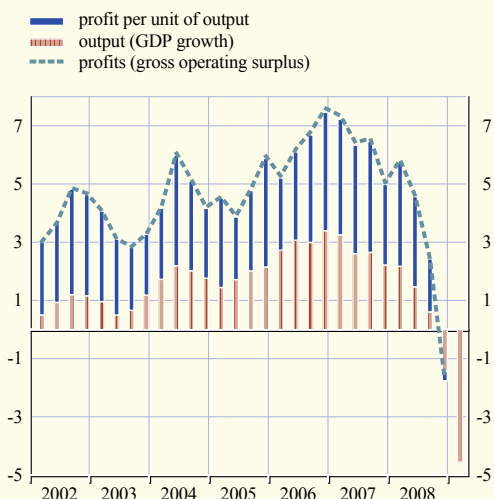 profit per unit of output
output (GDP growth)
profits (gross operating surplus)
7 7
5 5
3 3
1 1
-1 -1
-3 -3
-5 -5
2002 2003 2004 2005 2006 2007 2008